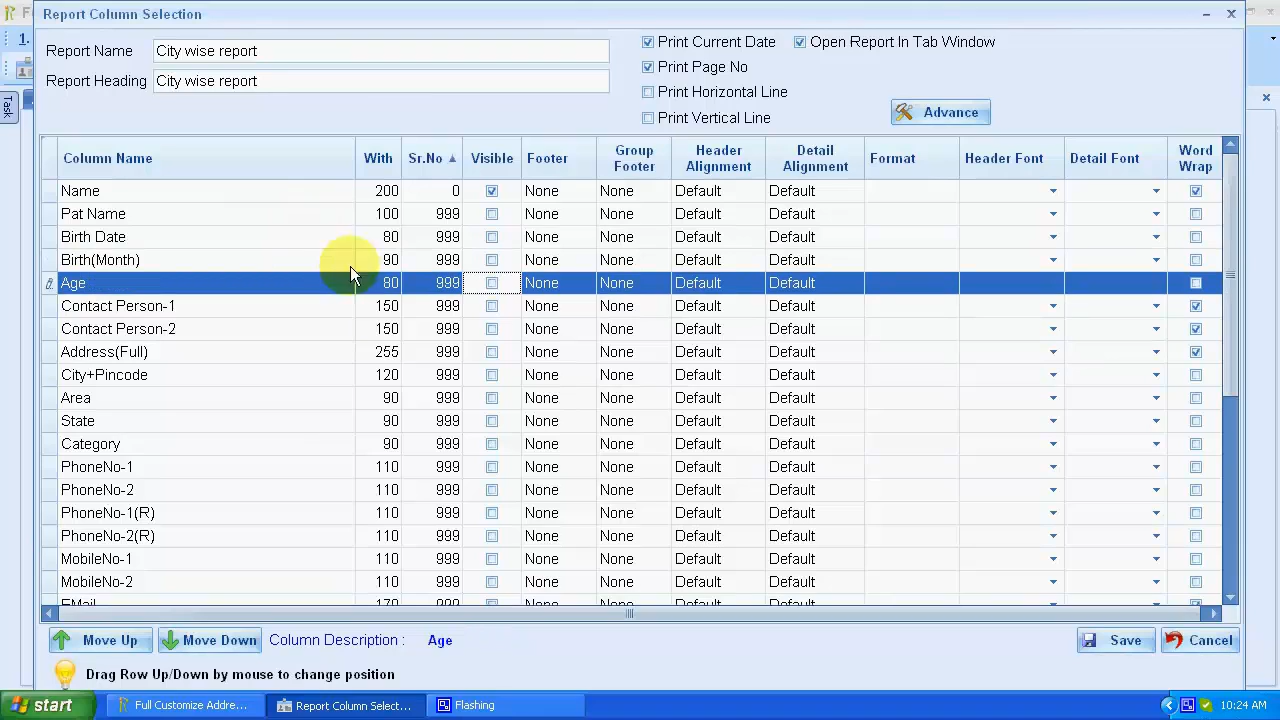 Report Column Selection
Report Name City wise report
Report Heading City wise report
Print Current Date Open Report In Tab Window
Print Page No
Print Horizontal Line
Print Vertical Line
Advance
1.
Task
Column Name With Sr.No Visible Footer Group Footer Header Alignment Detail Alignment Format Header Font Detail Font Word Wrap
Name 200 0 None None Default Default
Pat Name 100 999 None None Default Default
Birth Date 80 999 None None Default Default
Birth(Month) 90 999 None None Default Default
Age 80 999 None None Default Default
Contact Person-1 150 999 None None Default Default
Contact Person-2 150 999 None None Default Default
Address(Full) 255 999 None None Default Default
City+Pincode 120 999 None None Default Default
Area 90 999 None None Default Default
State 90 999 None None Default Default
Category 90 999 None None Default Default
PhoneNo-1 110 999 None None Default Default
PhoneNo-2 110 999 None None Default Default
PhoneNo-1(R) 110 999 None None Default Default
PhoneNo-2(R) 110 999 None None Default Default
MobileNo-1 110 999 None None Default Default
MobileNo-2 110 999 None None Default Default
EMail 170 999 None None Default Default
Move Up Move Down Column Description : Age Save Cancel
Drag Row Up/Down by mouse to change position
start Full Customize Addre... Report Column Select... Flashing 10:24 AM